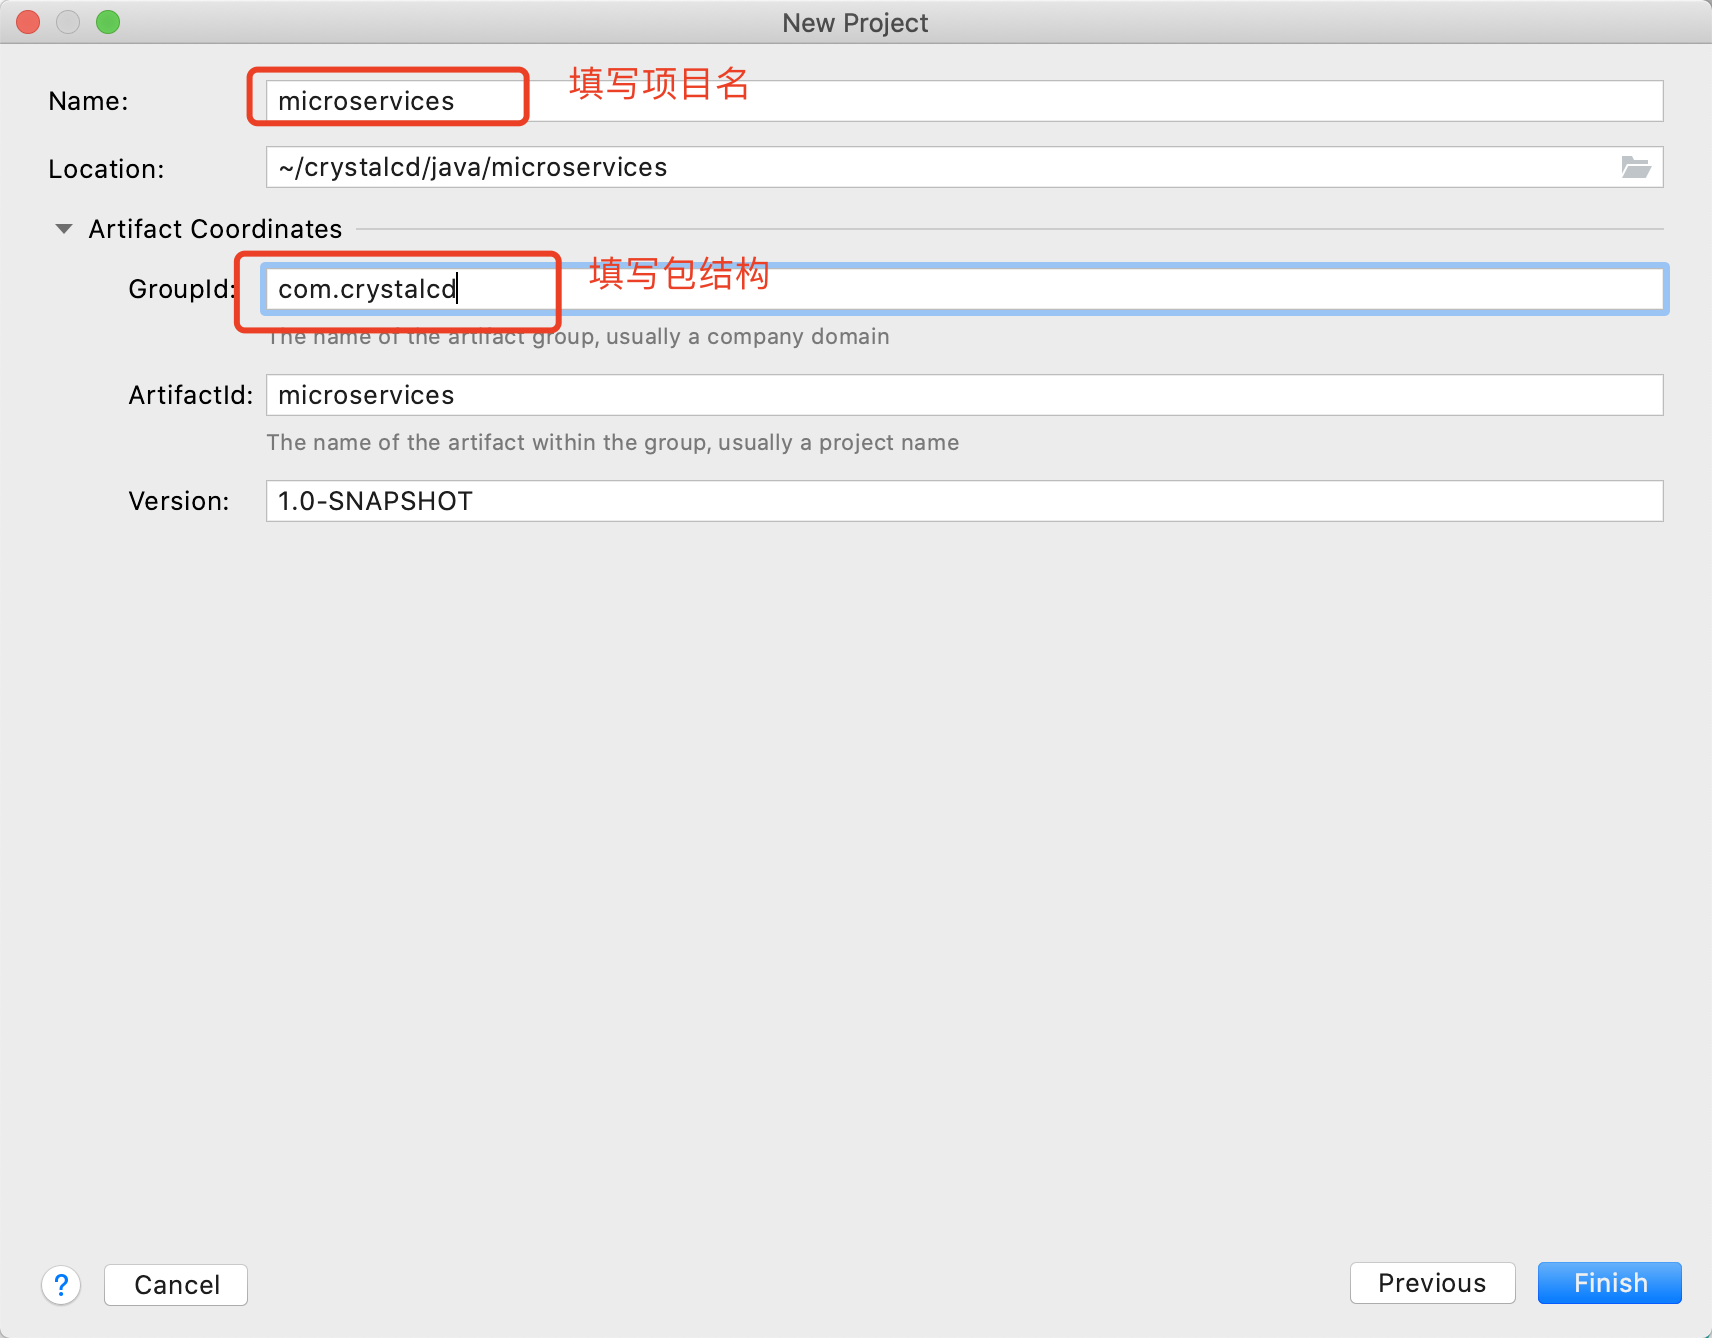 New Project
Name: microservices 填写项目名
Location: ~/crystalcd/java/microservices
Artifact Coordinates
GroupId: com.crystalcd 填写包结构
The name of the artifact group, usually a company domain
ArtifactId: microservices
The name of the artifact within the group, usually a project name
Version: 1.0-SNAPSHOT
? Cancel Previous Finish